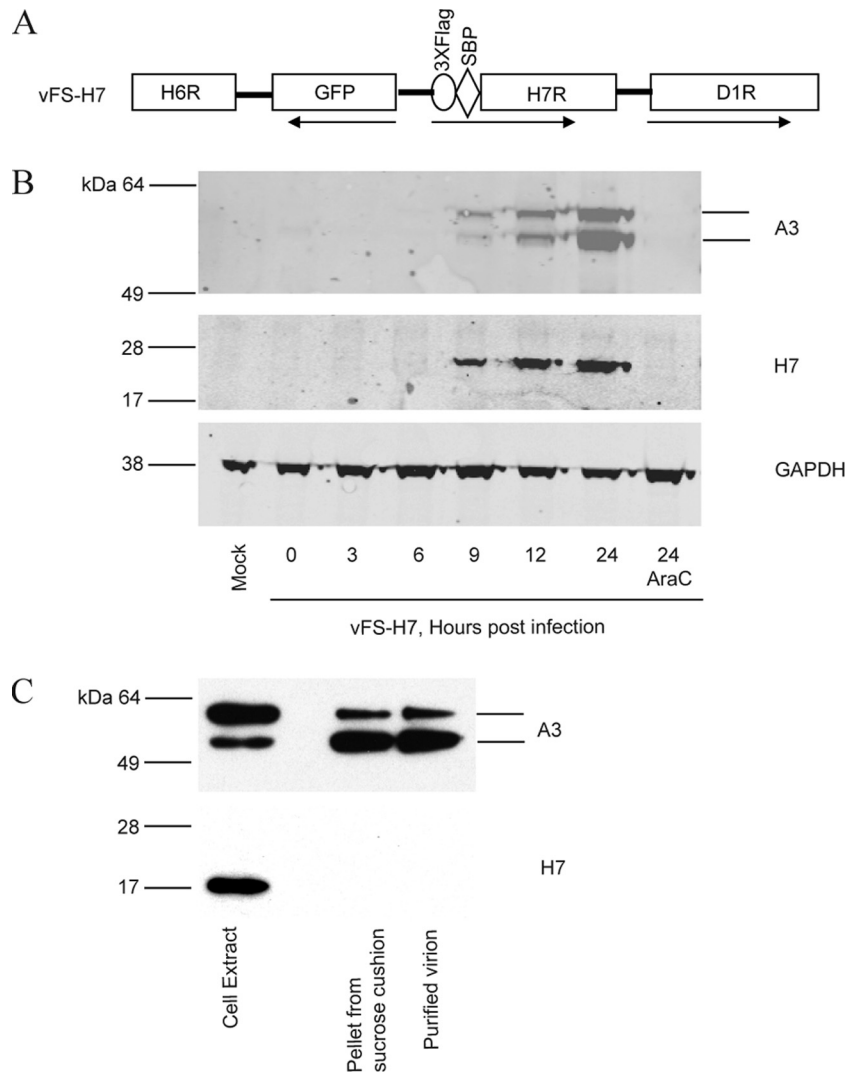 A
3XFlag
SBP
vFS-H7
H6R
GFP
H7R
D1R
B
kDa 64
49
A3
28
17
H7
38
GAPDH
Mock
0
3
6
9
12
24
24
AraC
vFS-H7, Hours post infection
C
kDa 64
49
A3
28
17
H7
Cell Extract
Pellet from
sucrose cushion
Purified virion